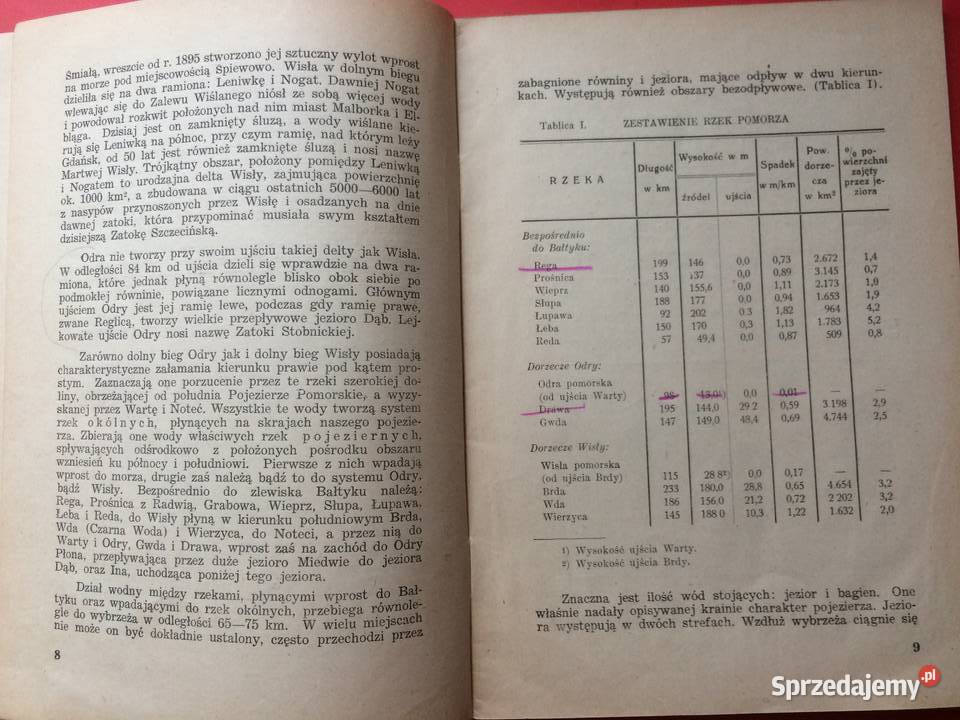 Śmiałą, wreszcie od r. 1895 stworzono jej sztuczny wylot wprost
na morze pod miejscowością Śpiewowo. Wisła w dolnym biegu
dzieliła się na dwa ramiona: Leniwkę i Nogat. Dawniej Nogat
wlewając się do Zalewu Wiślanego niósł ze sobą więcej wody
i powodował rozkwit położonych nad nim miast Malborka i El-
bląga. Dzisiaj jest on zamknięty śluzą, a wody wiślane kie-
rują się Leniwką na północ, przy czym ramię, nad którym leży
Gdańsk, od 50 lat jest również zamknięte śluzą i nosi nazwę
Martwej Wisły. Trójkątny obszar, położony pomiędzy Leniwką
i Nogatem to urodzajna delta Wisły, zajmująca powierzchnię
ok. 1000 km², a zbudowana w ciągu ostatnich 5000—6000 lat
z nasypów przynoszonych przez Wisłę i osadzanych na dnie
dawnej zatoki, która przypominać musiała swym kształtem
dzisiejszą Zatokę Szczecińską.
Odra nie tworzy przy swoim ujściu takiej delty jak Wisła.
W odległości 84 km od ujścia dzieli się wprawdzie na dwa ra-
miona, które jednak płyną równolegle blisko obok siebie po
podmokłej równinie, powiązane licznymi odnogami. Głównym
ujściem Odry jest jej ramię lewe, podczas gdy ramię prawe,
zwane Reglicą, tworzy wielkie przepływowe jezioro Dąb. Lej-
kowate ujście Odry nosi nazwę Zatoki Stobnickiej.
Zarówno dolny bieg Odry jak i dolny bieg Wisły posiadają
charakterystyczne załamania kierunku prawie pod kątem pro-
stym. Zaznaczają one porzucenie przez te rzeki szerokiej do-
liny, obrzeżającej od południa Pojezierze Pomorskie, a wyzy-
skanej przez Wartę i Noteć. Wszystkie te wody tworzą system
rzek okólnych, płynących na skrajach naszego pojezie-
rza. Zbierają one wody właściwych rzek pojeziernych,
spływających odśrodkowo z położonych pośrodku obszaru
wzniesień ku północy i południowi. Pierwsze z nich wpadają
wprost do morza, drugie zaś należą bądź to do systemu Odry,
bądź Wisły. Bezpośrednio do zlewiska Bałtyku należą:
Rega, Prośnica z Radwią, Grabowa, Wieprz, Słupa, Łupawa,
Łeba i Reda, do Wisły płyną w kierunku południowym Brda,
Wda (Czarna Woda) i Wierzyca, do Noteci, a przez nią do
Warty i Odry, Gwda i Drawa, wprost zaś na zachód do Odry
Płona, przepływająca przez duże jezioro Miedwie do jeziora
Dąb, oraz Ina, uchodząca poniżej tego jeziora.
Dział wodny między rzekami, płynącymi wprost do Bał-
tyku oraz wpadającymi do rzek okólnych, przebiega równole-
gle do wybrzeża w odległości 65—75 km. W wielu miejscach
nie może on być dokładnie ustalony, często przechodzi przez
8
zabagnione równiny i jeziora, mające odpływ w dwu kierun-
kach. Występują również obszary bezodpływowe. (Tablica I).
Tablica I. ZESTAWIENIE RZEK POMORZA
RZEKA Długość w km Wysokość w m źródeł ujścia Spadek w m/km Pow. dorze-cza w km² % po-wierzchni zajęty przez je-ziora
Bezpośrednio
do Bałtyku:
Rega 199 146 0,0 0,73 2.672 1,4
Prośnica 153 137 0,0 0,89 3.145 0,7
Wieprz 140 155,6 0,0 1,11 2.173 1,0
Słupa 188 177 0,0 0,94 1.653 1,9
Łupawa 92 202 0 3 1,82 964 4,2
Łeba 150 170 0,3 1,13 1.783 5,2
Reda 57 49,4 0,0 0,87 509 0,8
Dorzecze Odry:
Odra pomorska
(od ujścia Warty) 98 13,0¹) 0,0 0,01 — —
Drawa 195 144,0 29 2 0,59 3 198 2,9
Gwda 147 149,0 48,4 0,69 4.744 2,5
Dorzecze Wisły:
Wisła pomorska
(od ujścia Brdy) 115 28 8²) 0,0 0,17 — —
Brda 233 180,0 28,8 0,65 4.654 3,2
Wda 186 156.0 21,2 0,72 2 202 3,2
Wierzyca 145 188 0 10,3 1,22 1.632 2,0
1) Wysokość ujścia Warty.
2) Wysokość ujścia Brdy.
Znaczna jest ilość wód stojących: jezior i bagien. One
właśnie nadały opisywanej krainie charakter pojezierza. Jezio-
ra występują w dwóch strefach. Wzdłuż wybrzeża ciągnie się
9
Sprzedajemy.pl